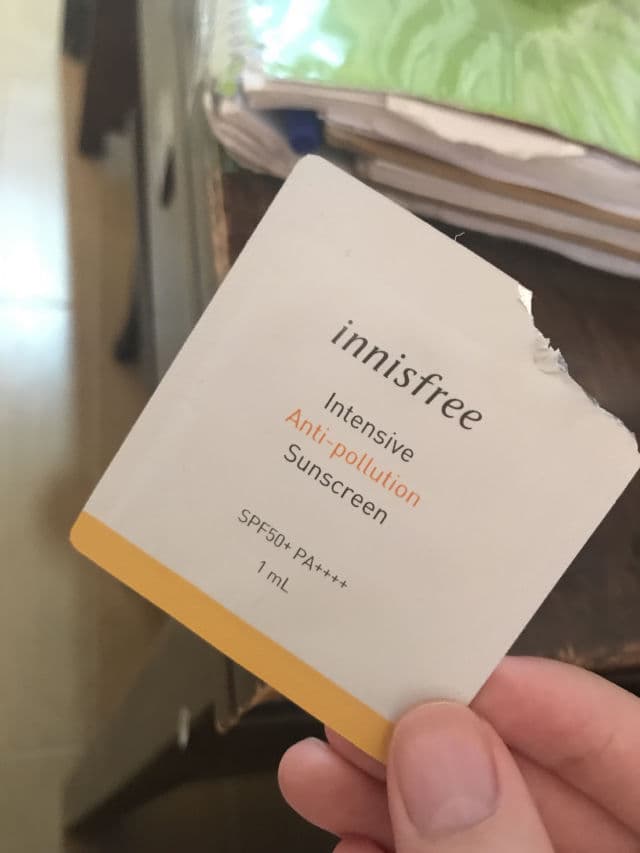 innisfree
Intensive
Anti-pollution
Sunscreen
SPF50+ PA++++
1 mL